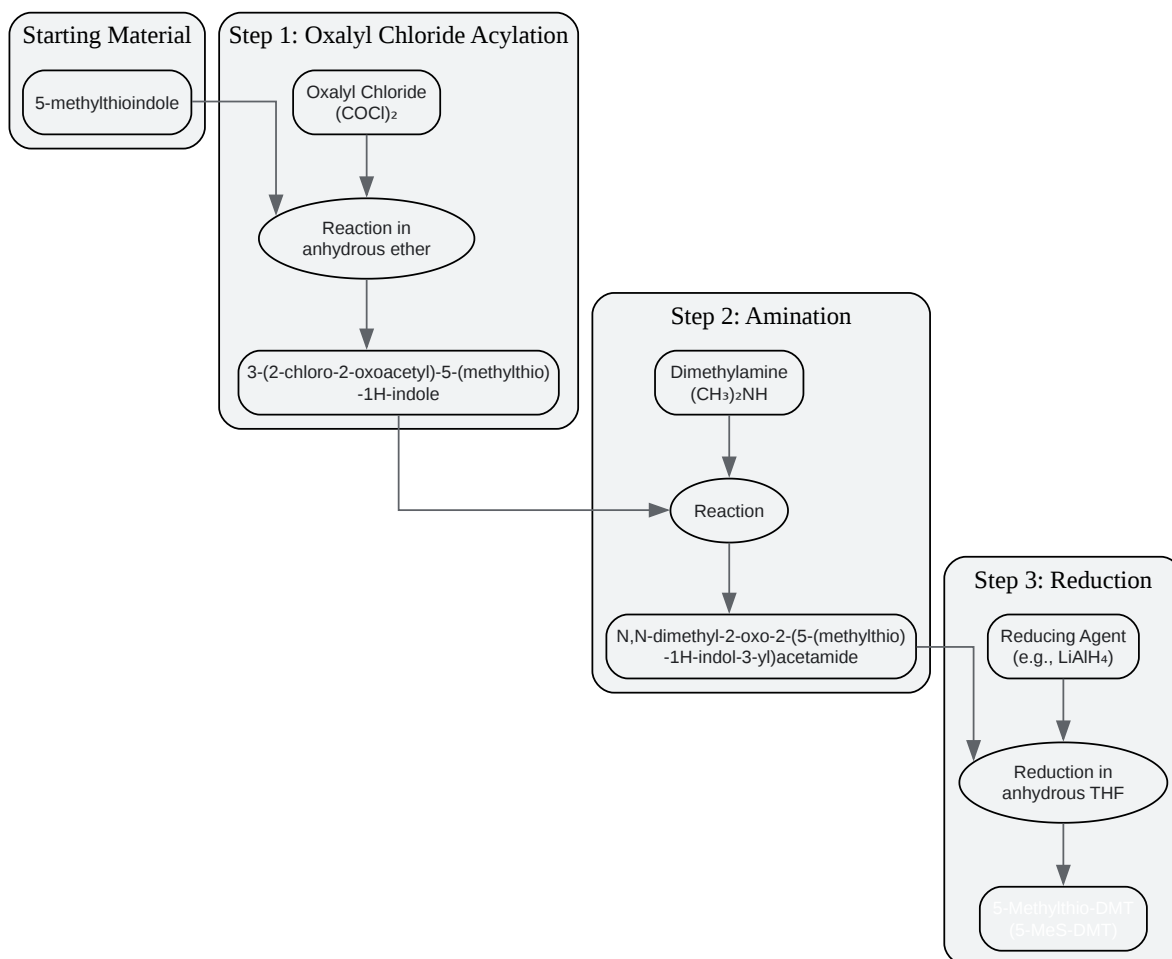 Starting Material
5-methylthioindole
Step 1: Oxalyl Chloride Acylation
Oxalyl Chloride
(COCl)₂
Reaction in
anhydrous ether
3-(2-chloro-2-oxoacetyl)-5-(methylthio)
-1H-indole
Step 2: Amination
Dimethylamine
(CH₃)₂NH
Reaction
N,N-dimethyl-2-oxo-2-(5-(methylthio)
-1H-indol-3-yl)acetamide
Step 3: Reduction
Reducing Agent
(e.g., LiAlH₄)
Reduction in
anhydrous THF
5-Methylthio-DMT
(5-MeS-DMT)